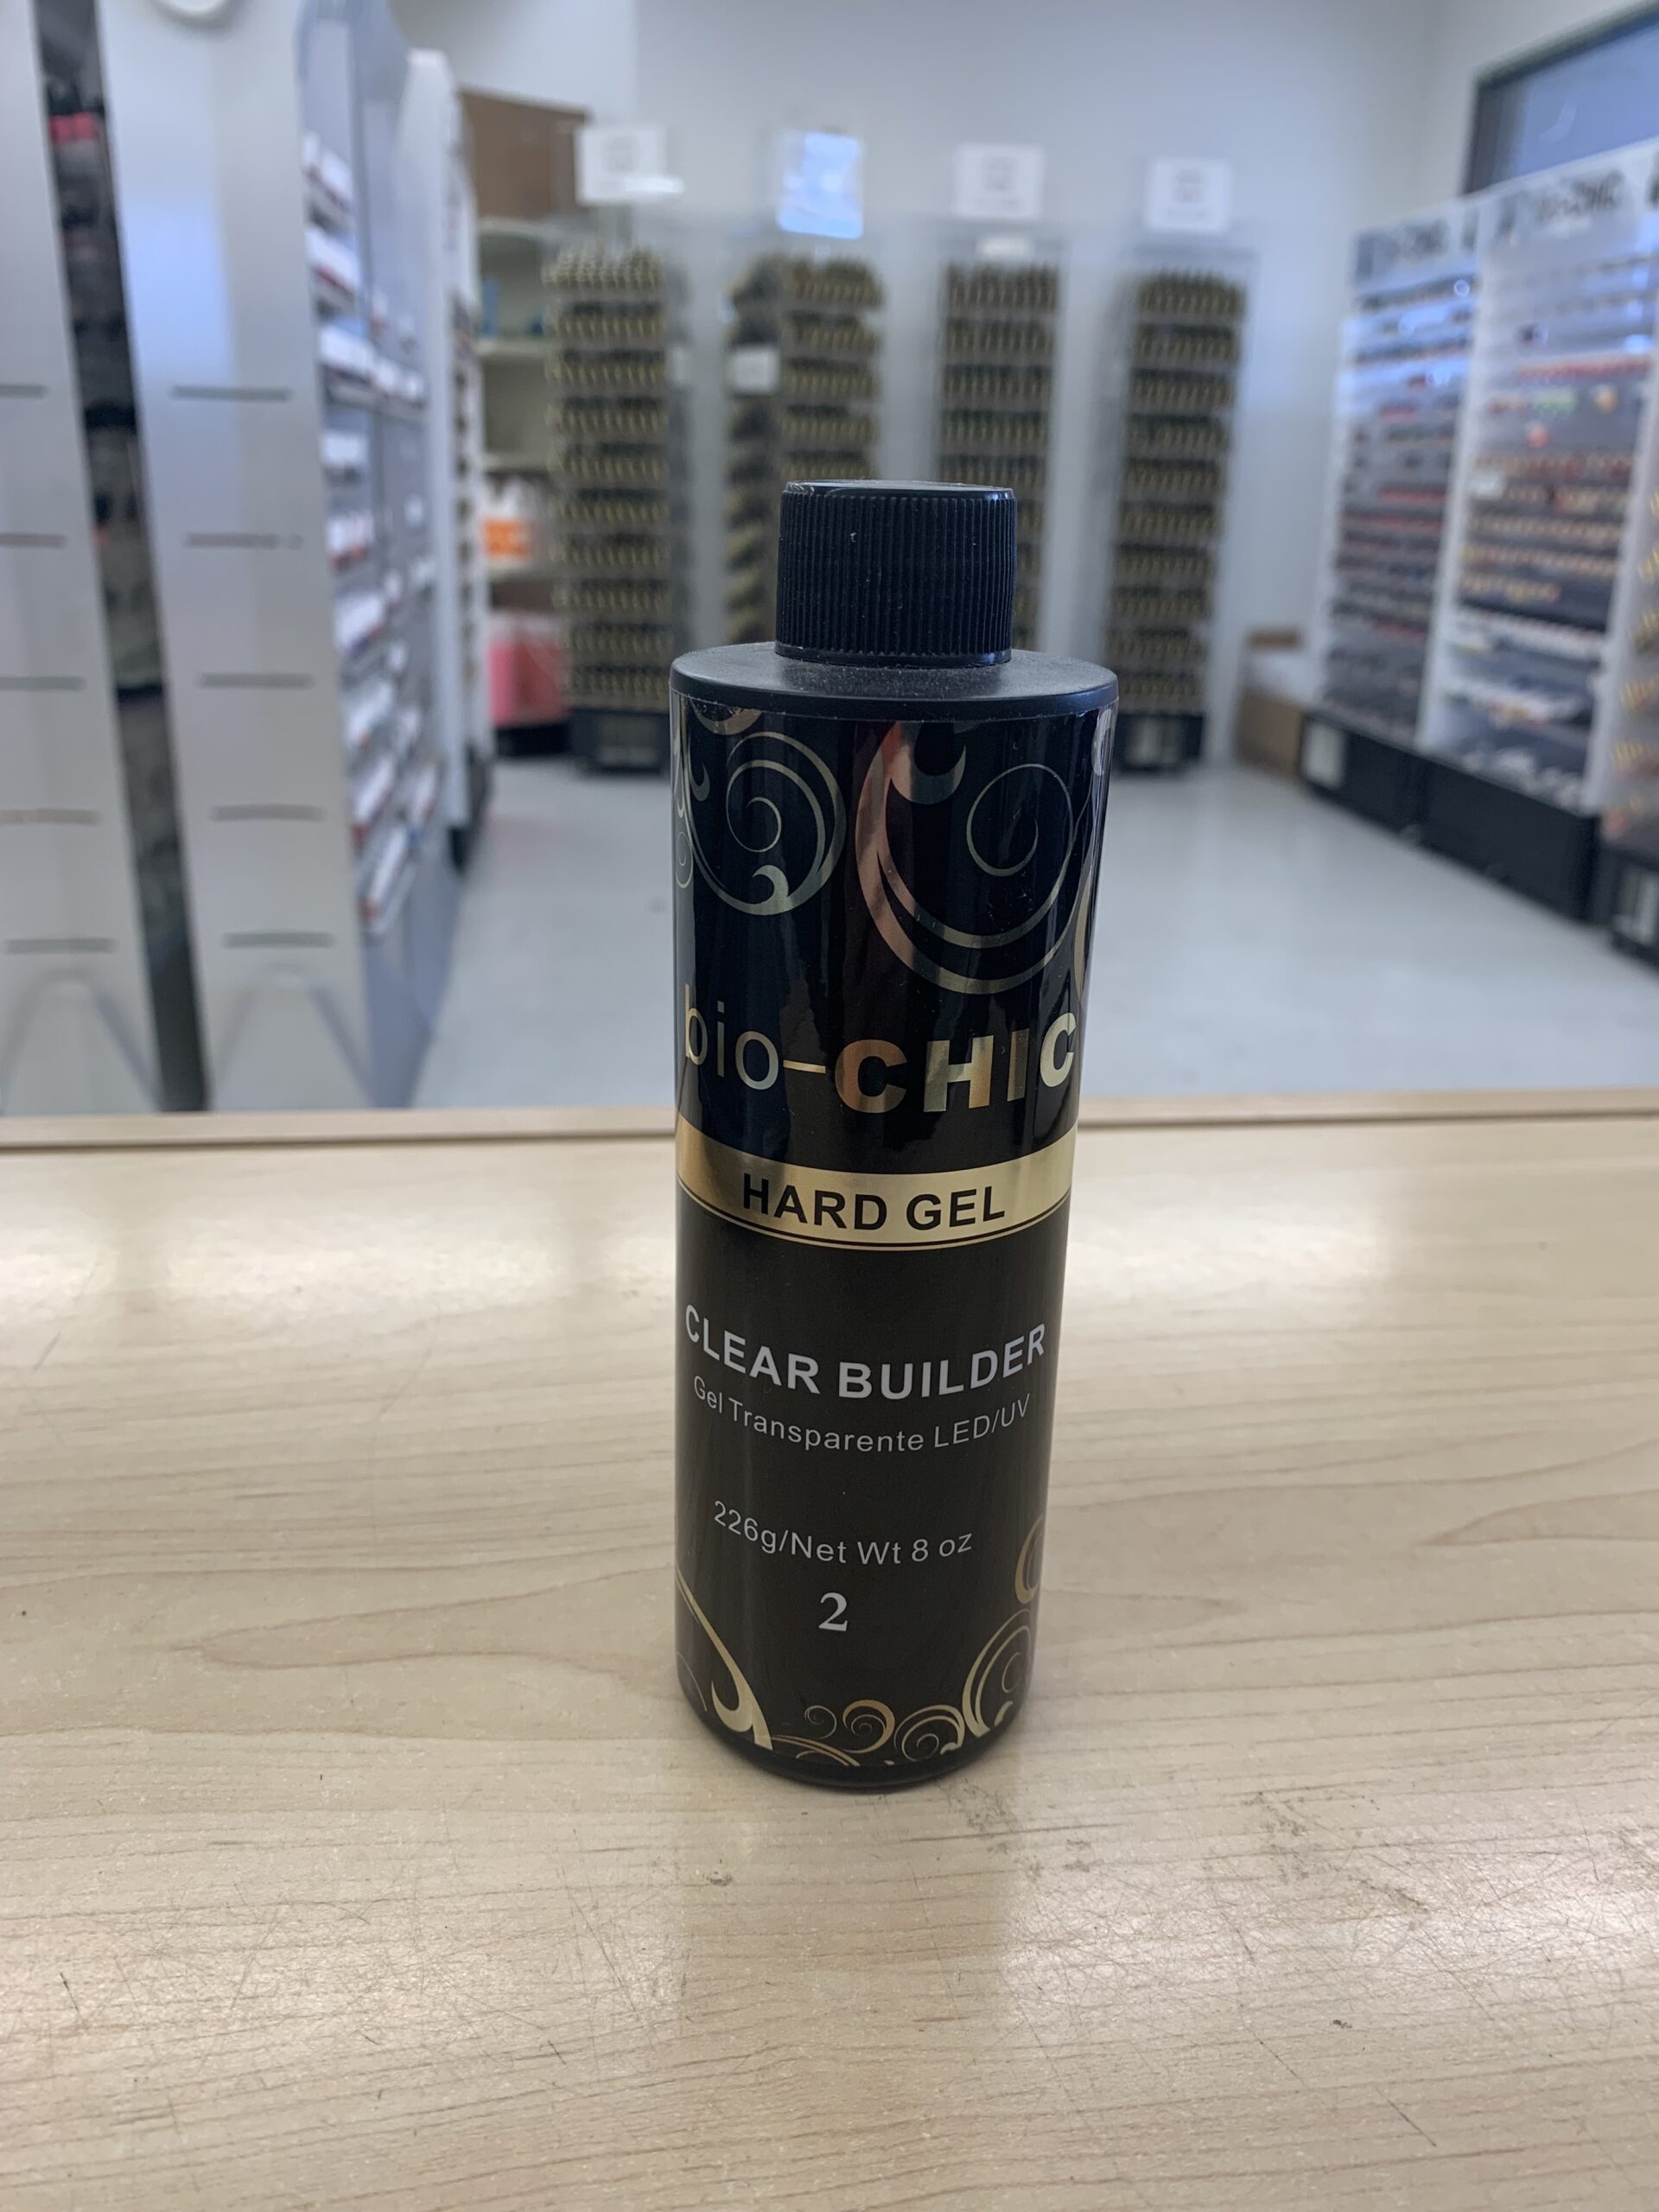 bio-CHIC
HARD GEL
CLEAR BUILDER
Gel Transparente LED/UV
226g/Net Wt 8 oz
2